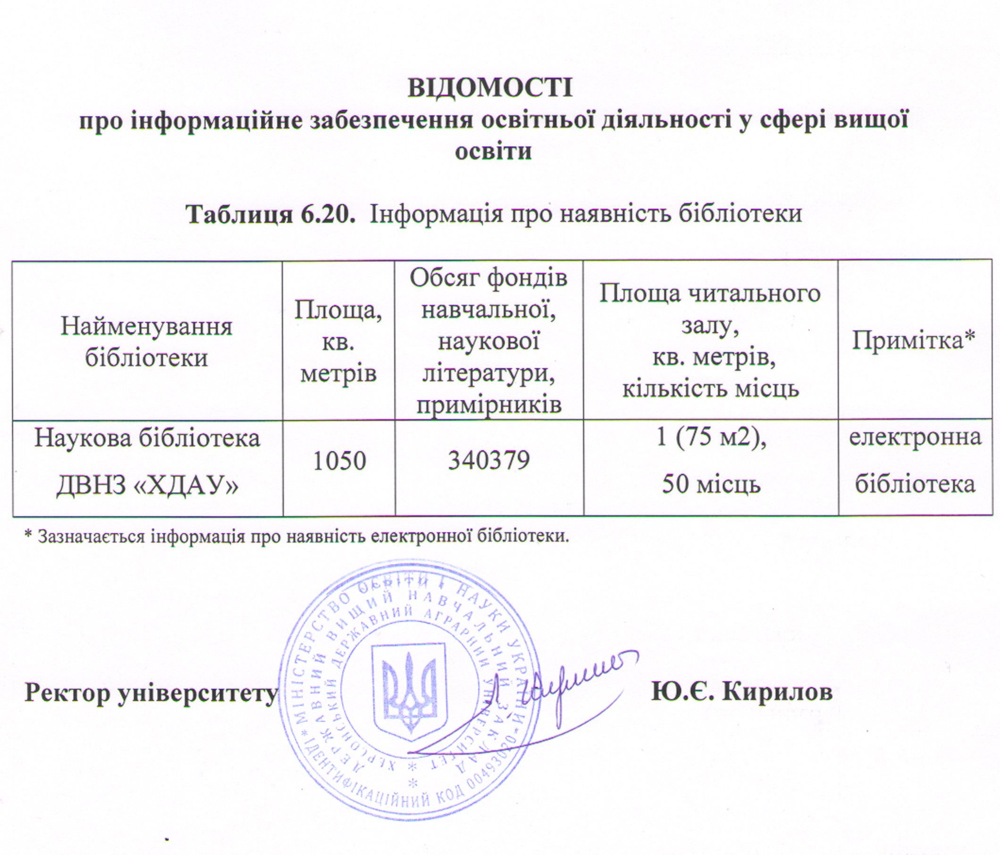 ВІДОМОСТІ
про інформаційне забезпечення освітньої діяльності у сфері вищої
освіти
Таблиця 6.20. Інформація про наявність бібліотеки
Найменування
бібліотеки
Площа,
кв.
метрів
Обсяг фондів
навчальної,
наукової
літератури,
примірників
Площа читального
залу,
кв. метрів,
кількість місць
Примітка*
Наукова бібліотека
ДВНЗ «ХДАУ»
1050
340379
1 (75 м2),
50 місць
електронна
бібліотека
* Зазначається інформація про наявність електронної бібліотеки.
Ректор університету
МІНІСТЕРСТВО ОСВІТИ І НАУКИ УКРАЇНИ
* ІДЕНТИФІКАЦІЙНИЙ КОД
ДЕРЖАВНИЙ ВИЩИЙ НАВЧАЛЬНИЙ ЗАКЛАД *
ХЕРСОНСЬКИЙ ДЕРЖАВНИЙ АГРАРНИЙ УНІВЕРСИТЕТ *
Ю.Є. Кирилов